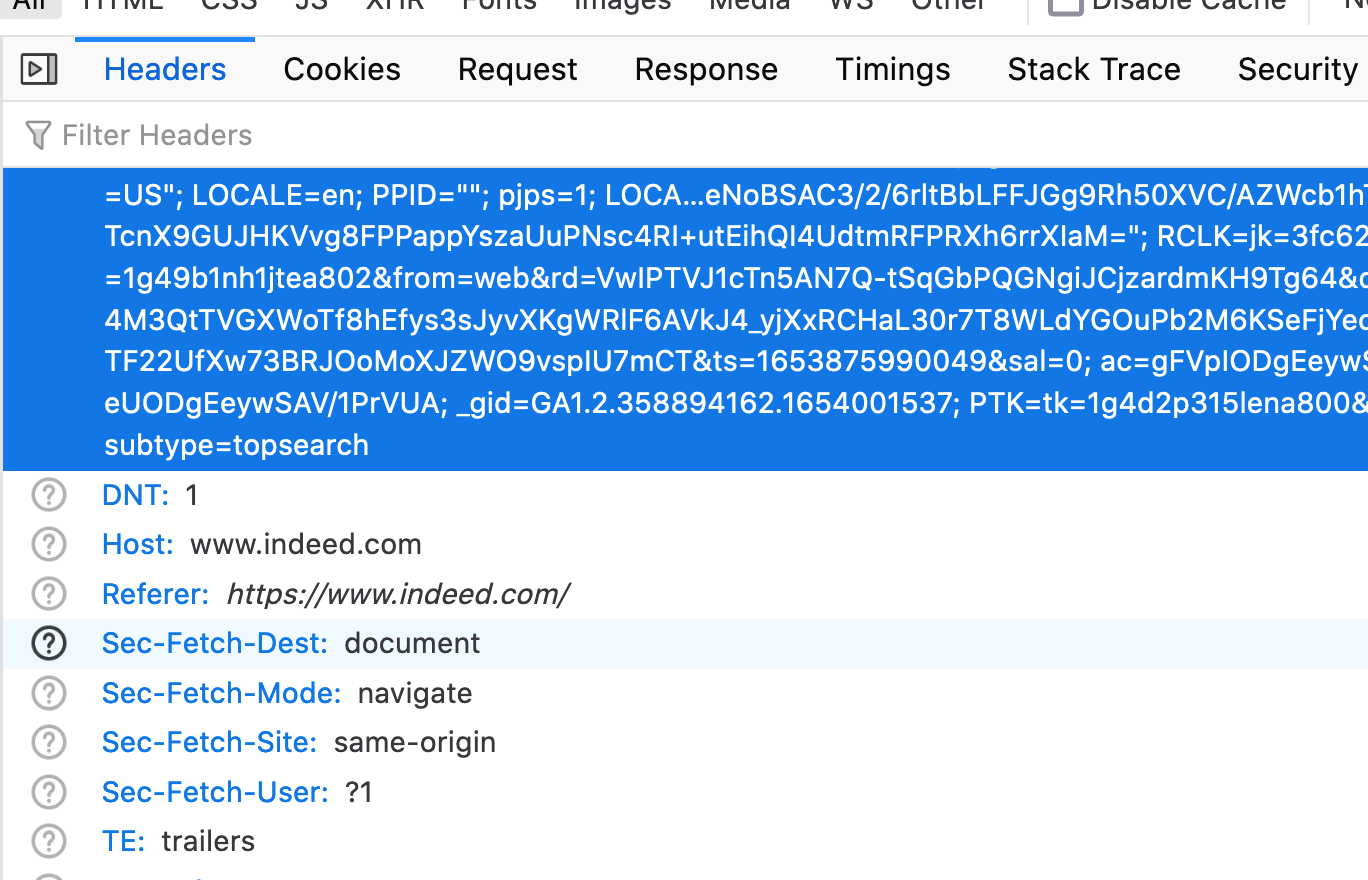 All HTML CSS JS XHR Fonts Images Media WS Other Disable Cache
Headers Cookies Request Response Timings Stack Trace Security
Filter Headers
=US"; LOCALE=en; PPID=""; pjps=1; LOCA...eNoBSAC3/2/6rltBbLFFJGg9Rh50XVC/AZWcb1h
TcnX9GUJHKVvg8FPPappYszaUuPNsc4RI+utEihQI4UdtmRFPRXh6rrXIaM="; RCLK=jk=3fc62
=1g49b1nh1jtea802&from=web&rd=VwIPTVJ1cTn5AN7Q-tSqGbPQGNgiJCjzardmKH9Tg64&
4M3QtTVGXWoTf8hEfys3sJyvXKgWRlF6AVkJ4_yjXxRCHaL30r7T8WLdYGOuPb2M6KSeFjYec
TF22UfXw73BRJOoMoXJZWO9vspIU7mCT&ts=1653875990049&sal=0; ac=gFVpIODgEeywS
eUODgEeywSAV/1PrVUA; _gid=GA1.2.358894162.1654001537; PTK=tk=1g4d2p315lena800&
subtype=topsearch
DNT: 1
Host: www.indeed.com
Referer: https://www.indeed.com/
Sec-Fetch-Dest: document
Sec-Fetch-Mode: navigate
Sec-Fetch-Site: same-origin
Sec-Fetch-User: ?1
TE: trailers